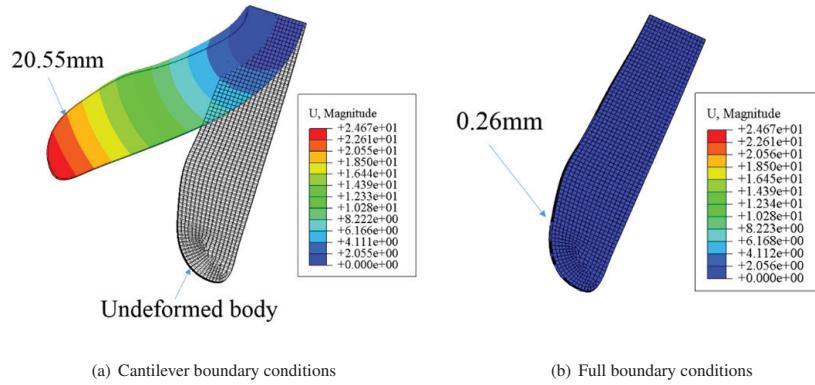 20.55mm
U, Magnitude
+2.467e+01
+2.261e+01
+2.055e+01
+1.850e+01
+1.644e+01
+1.439e+01
+1.233e+01
+1.028e+01
+8.222e+00
+6.166e+00
+4.111e+00
+2.055e+00
+0.000e+00
Undeformed body
(a) Cantilever boundary conditions
0.26mm
U, Magnitude
+2.467e+01
+2.261e+01
+2.056e+01
+1.850e+01
+1.645e+01
+1.439e+01
+1.234e+01
+1.028e+01
+8.223e+00
+6.168e+00
+4.112e+00
+2.056e+00
+0.000e+00
(b) Full boundary conditions